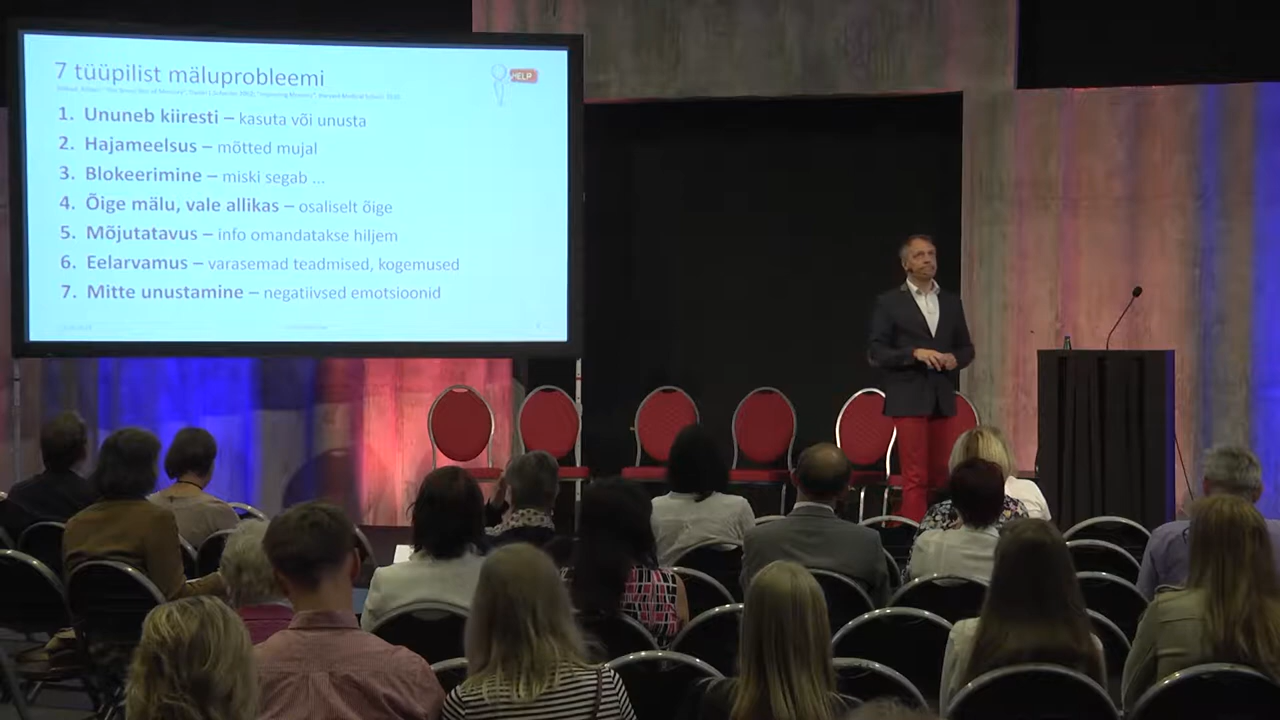 7 tüüpilist mäluprobleemi
HELP
1. Ununeb kiiresti – kasuta või unusta
2. Hajameelsus – mõtted mujal
3. Blokeerimine – miski segab ...
4. Õige mälu, vale allikas – osaliselt õige
5. Mõjutatavus – info omandatakse hiljem
6. Eelarvamus – varasemad teadmised, kogemused
7. Mitte unustamine – negatiivsed emotsioonid